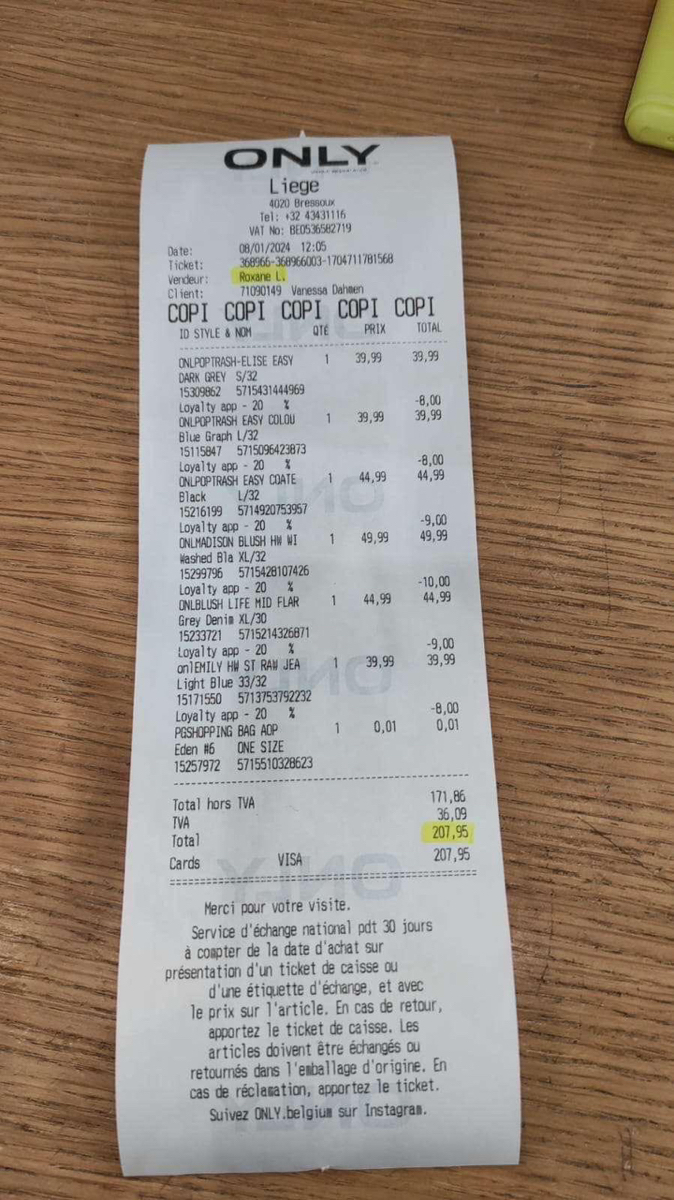 ONLY
Liege
4020 Bressoux
Tel: +32 43431116
VAT No: BE0536582719
Date: 08/01/2024 12:05
Ticket: 368966-368966003-1704711781568
Vendeur: Roxane L.
Client: 71090149 Vanessa Dahmen
COPI COPI COPI COPI COPI
ID STYLE & NOM QTÉ PRIX TOTAL
ONLPOPTRASH-ELISE EASY 1 39,99 39,99
DARK GREY S/32
15309862 5715431444969
Loyalty app - 20 % -8,00
ONLPOPTRASH EASY COLOU 1 39,99 39,99
Blue Graph L/32
15115847 5715096423873
Loyalty app - 20 % -8,00
ONLPOPTRASH EASY COATE 1 44,99 44,99
Black L/32
15216199 5714920753957
Loyalty app - 20 % -9,00
ONLMADISON BLUSH HW WI 1 49,99 49,99
Washed Bla XL/32
15299796 5715428107426
Loyalty app - 20 % -10,00
ONLBLUSH LIFE MID FLAR 1 44,99 44,99
Grey Denim XL/30
15233721 5715214326871
Loyalty app - 20 % -9,00
onlEMILY HW ST RAW JEA 1 39,99 39,99
Light Blue 33/32
15171550 5713753792232
Loyalty app - 20 % -8,00
PGSHOPPING BAG AOP 1 0,01 0,01
Eden #6 ONE SIZE
15257972 5715510328623
Total hors TVA 171,86
TVA 36,09
Total 207,95
Cards VISA 207,95
Merci pour votre visite.
Service d'échange national pdt 30 jours
à compter de la date d'achat sur
présentation d'un ticket de caisse ou
d'une étiquette d'échange, et avec
le prix sur l'article. En cas de retour,
apportez le ticket de caisse. Les
articles doivent être échangés ou
retournés dans l'emballage d'origine. En
cas de réclamation, apportez le ticket.
Suivez ONLY.belgium sur Instagram.